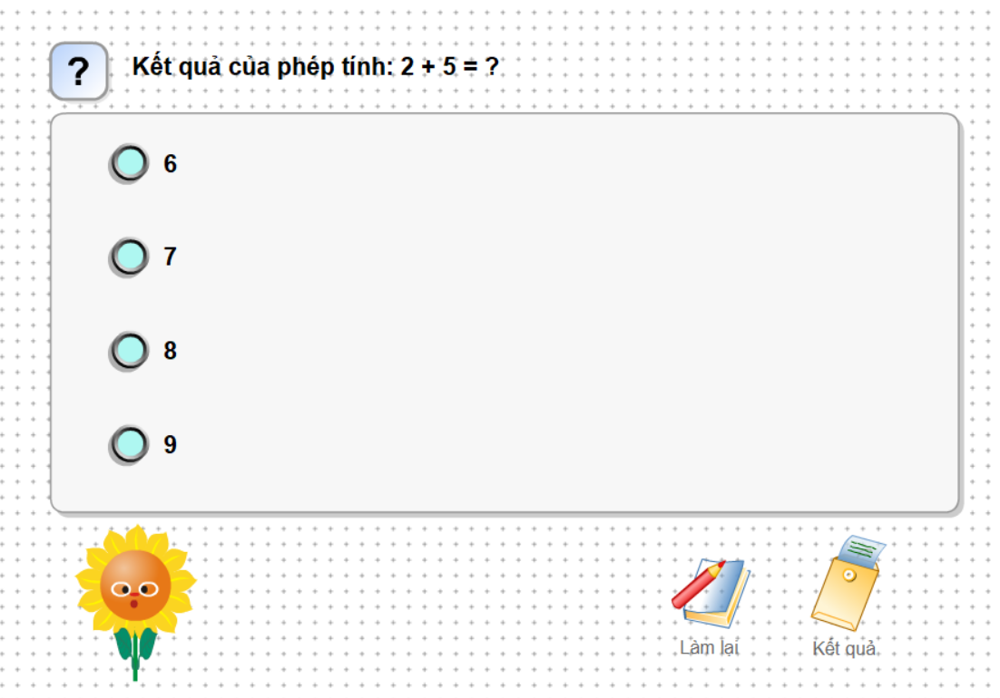 ?
Kết quả của phép tính: 2 + 5 = ?
6
7
8
9
Làm lại
Kết quả